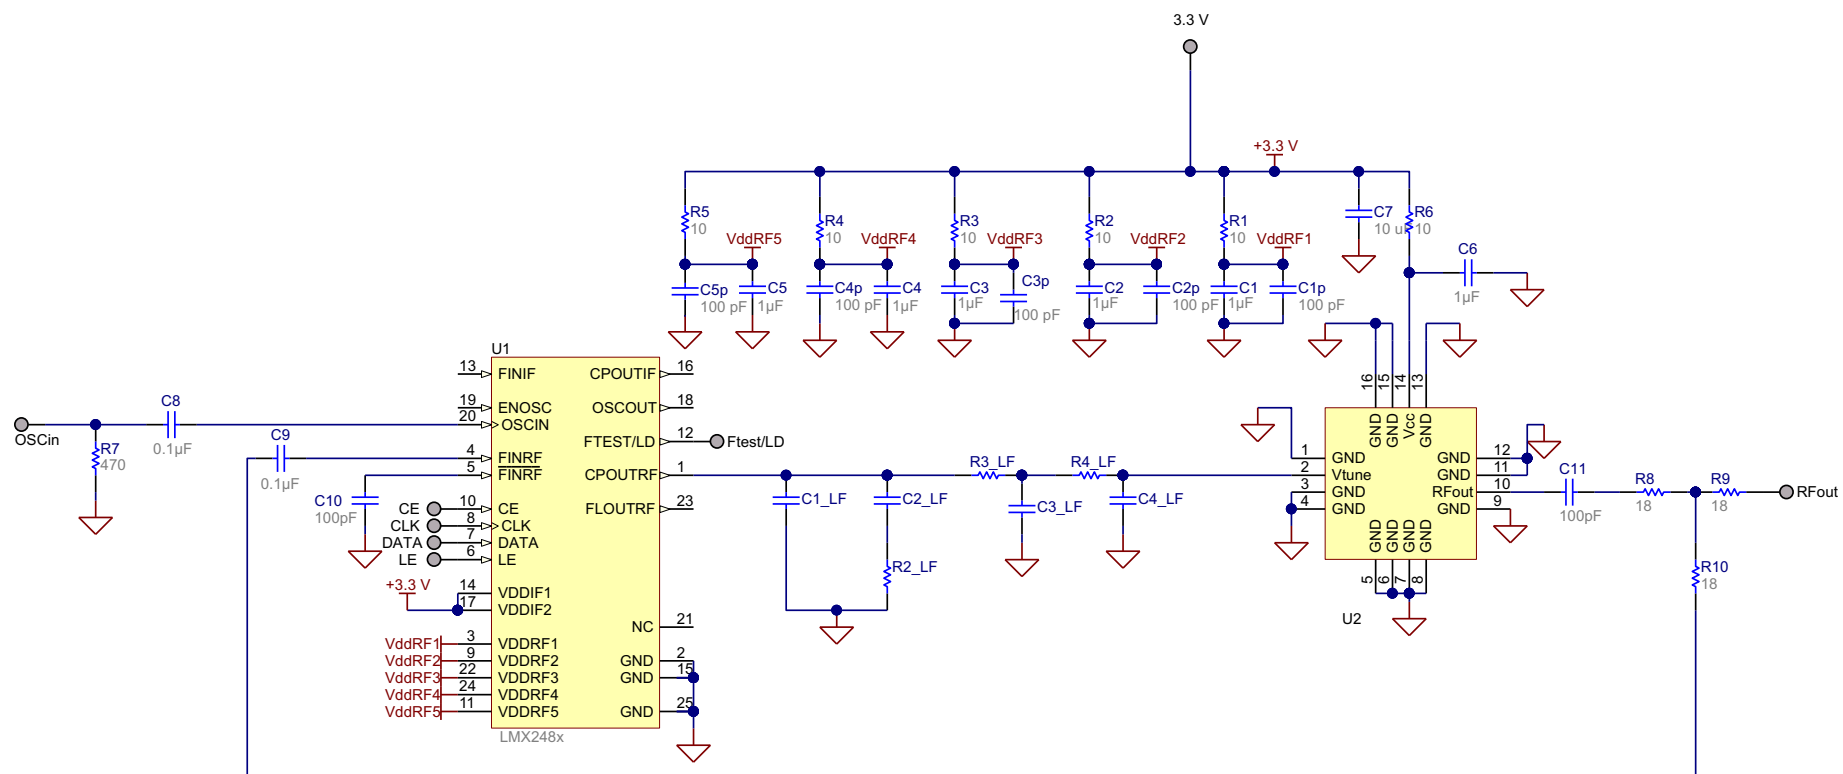 3.3 V
+3.3 V
R5
10
R4
10
R3
10
R2
10
R1
10
C7
10 u
R6
10
VddRF5
VddRF4
VddRF3
VddRF2
VddRF1
C6
1µF
C5p
100 pF
C5
1µF
C4p
100 pF
C4
1µF
C3
1µF
C3p
100 pF
C2
1µF
C2p
100 pF
C1
1µF
C1p
100 pF
U1
13 FINIF CPOUTIF 16
19 ENOSC OSCOUT 18
20 OSCIN
FTEST/LD 12 Ftest/LD
4 FINRF
5 FINRF CPOUTRF 1
10 CE FLOUTRF 23
8 CLK
7 DATA
6 LE
14 VDDIF1
17 VDDIF2
NC 21
3 VDDRF1
9 VDDRF2 GND 2
22 VDDRF3 GND 15
24 VDDRF4
11 VDDRF5 GND 25
LMX248x
OSCin
R7
470
C8
0.1µF
C9
0.1µF
C10
100pF
CE
CLK
DATA
LE
+3.3 V
VddRF1
VddRF2
VddRF3
VddRF4
VddRF5
C1_LF
C2_LF
R2_LF
R3_LF
C3_LF
R4_LF
C4_LF
16 15 14 13
GND GND Vcc GND
1 GND GND 12
2 Vtune GND 11
3 GND RFout 10
4 GND GND 9
GND GND GND GND
5 6 7 8
U2
C11
100pF
R8
18
R9
18
RFout
R10
18